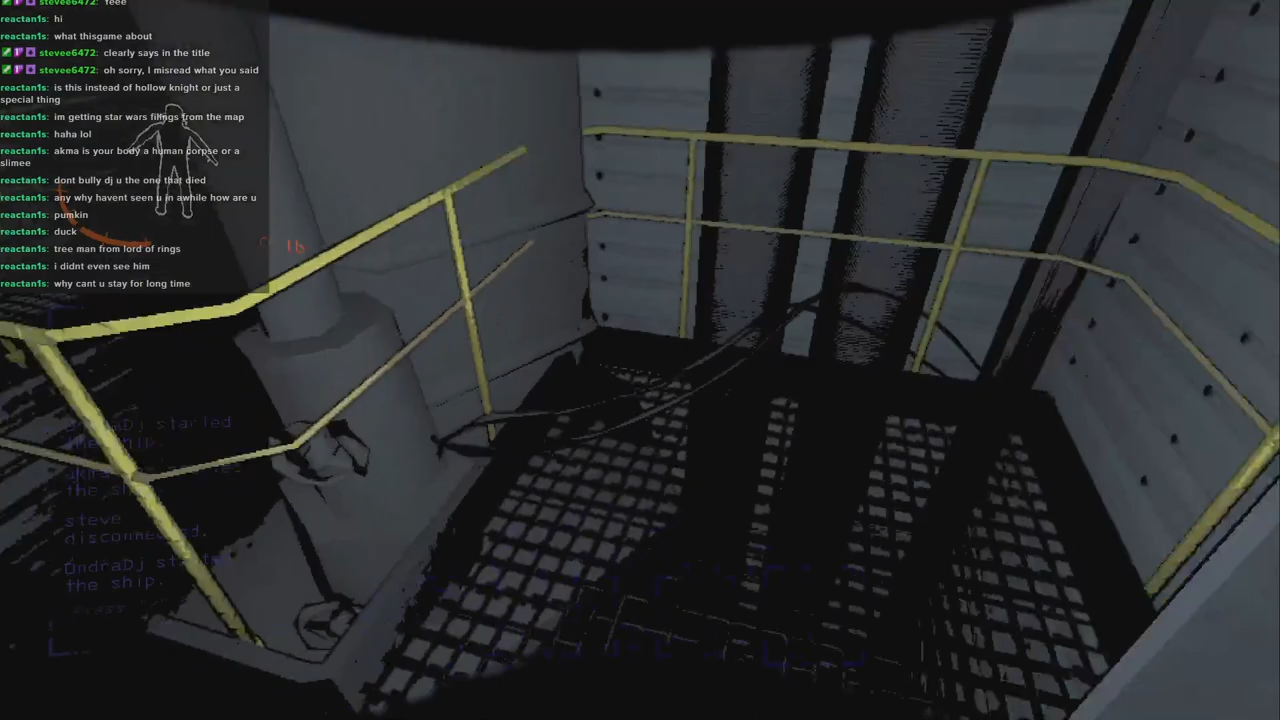 stevee6472: Yeee
reactan1s: hi
reactan1s: what thisgame about
stevee6472: clearly says in the title
stevee6472: oh sorry, I misread what you said
reactan1s: is this instead of hollow knight or just a
special thing
reactan1s: im getting star wars fillngs from the map
reactan1s: haha lol
reactan1s: akma is your body a human corpse or a
slimee
reactan1s: dont bully dj u the one that died
reactan1s: any why havent seen u in awhile how are u
reactan1s: pumkin
reactan1s: duck
reactan1s: tree man from lord of rings
reactan1s: i didnt even see him
reactan1s: why cant u stay for long time
lb
started
the ship.
the ship.
steve
disconnected.
OndraDj
the ship.